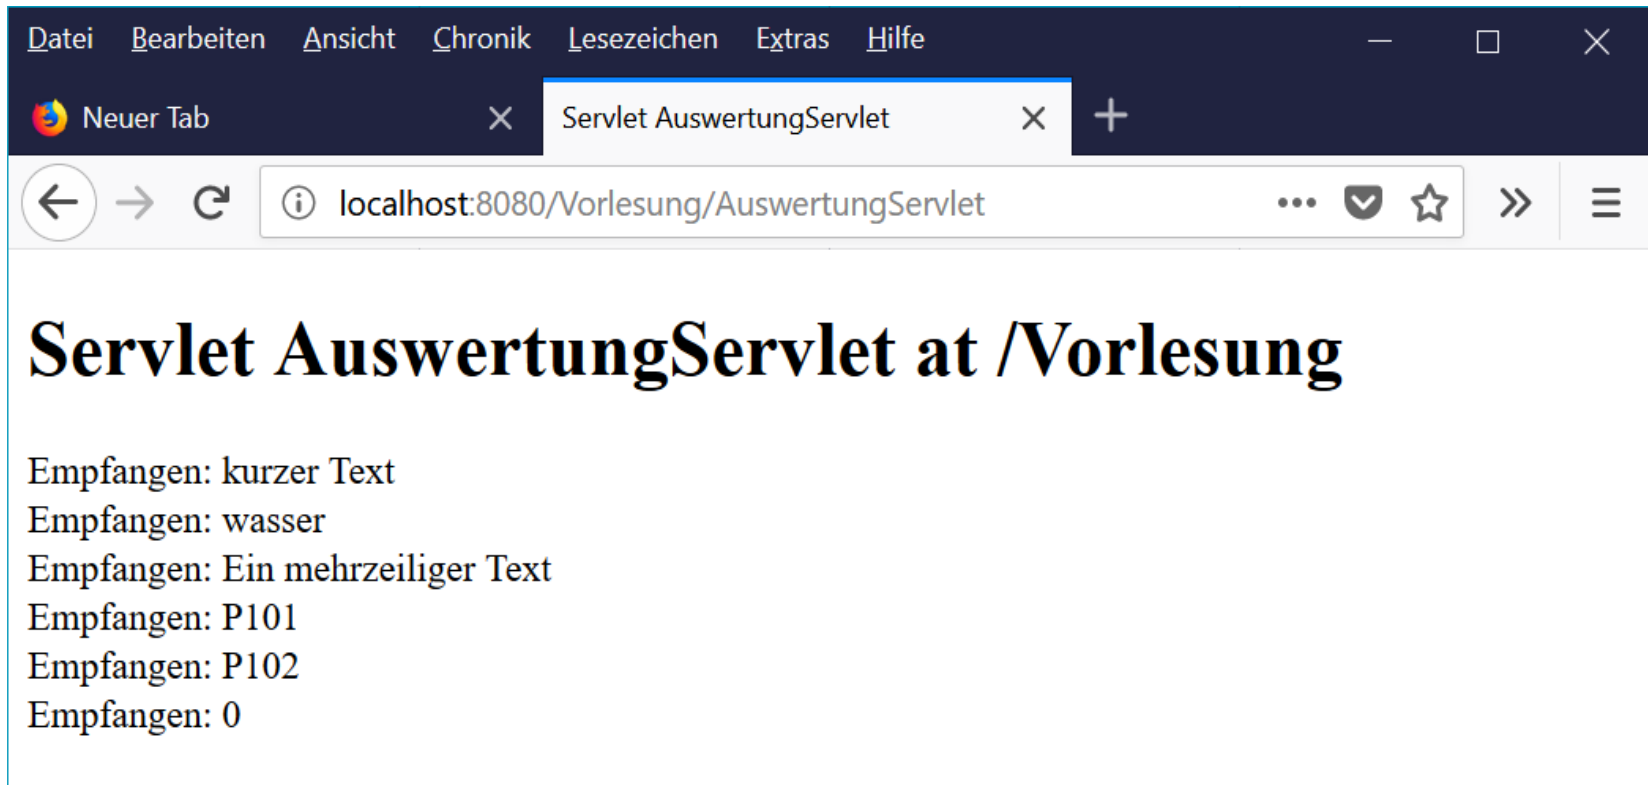 Datei Bearbeiten Ansicht Chronik Lesezeichen Extras Hilfe
Neuer Tab Servlet AuswertungServlet
localhost:8080/Vorlesung/AuswertungServlet
Servlet AuswertungServlet at /Vorlesung
Empfangen: kurzer Text
Empfangen: wasser
Empfangen: Ein mehrzeiliger Text
Empfangen: P101
Empfangen: P102
Empfangen: 0